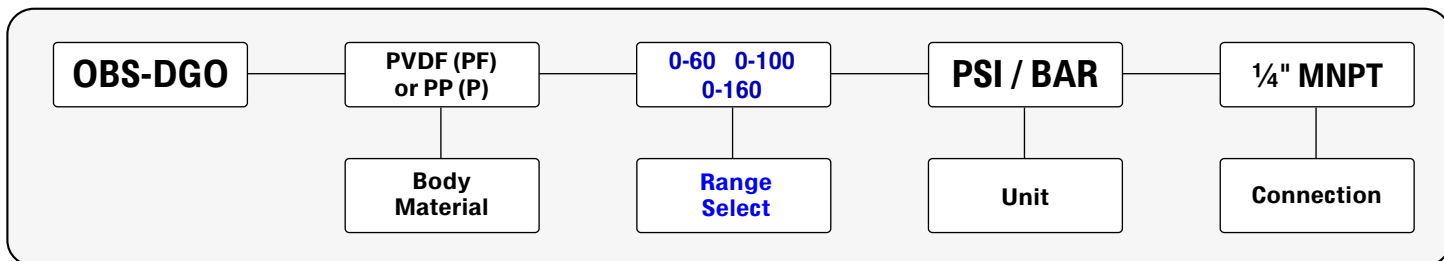 OBS-DGO
PVDF (PF)
or PP (P)
0-60 0-100
0-160
PSI / BAR
¼" MNPT
Body
Material
Range
Select
Unit
Connection